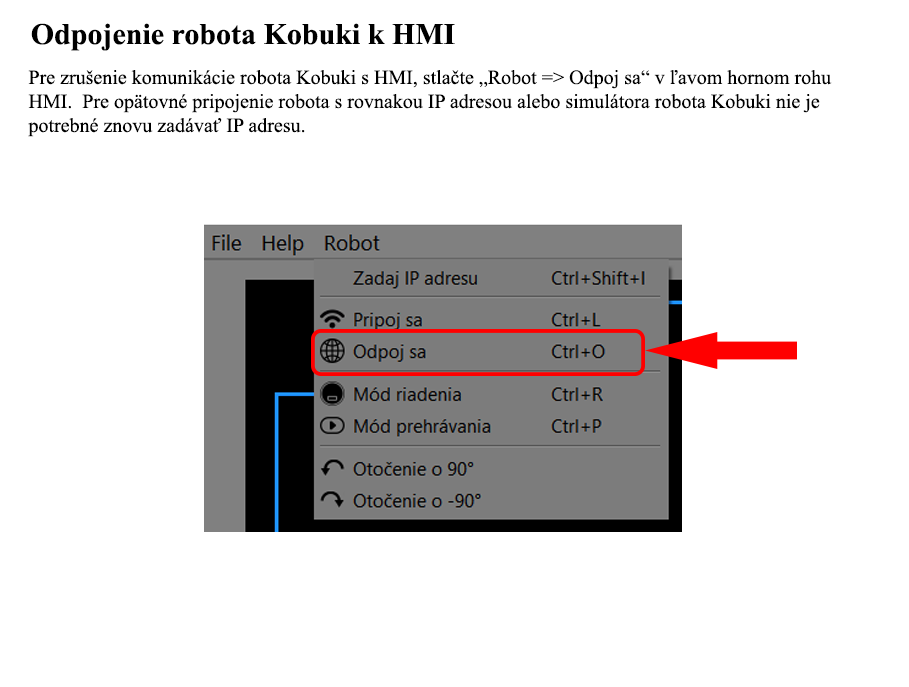 Odpojenie robota Kobuki k HMI
Pre zrušenie komunikácie robota Kobuki s HMI, stlačte „Robot => Odpoj sa“ v ľavom hornom rohu
HMI. Pre opätovné pripojenie robota s rovnakou IP adresou alebo simulátora robota Kobuki nie je
potrebné znovu zadávať IP adresu.
File Help Robot
Zadaj IP adresu Ctrl+Shift+I
Pripoj sa Ctrl+L
Odpoj sa Ctrl+O
Mód riadenia Ctrl+R
Mód prehrávania Ctrl+P
Otočenie o 90°
Otočenie o -90°